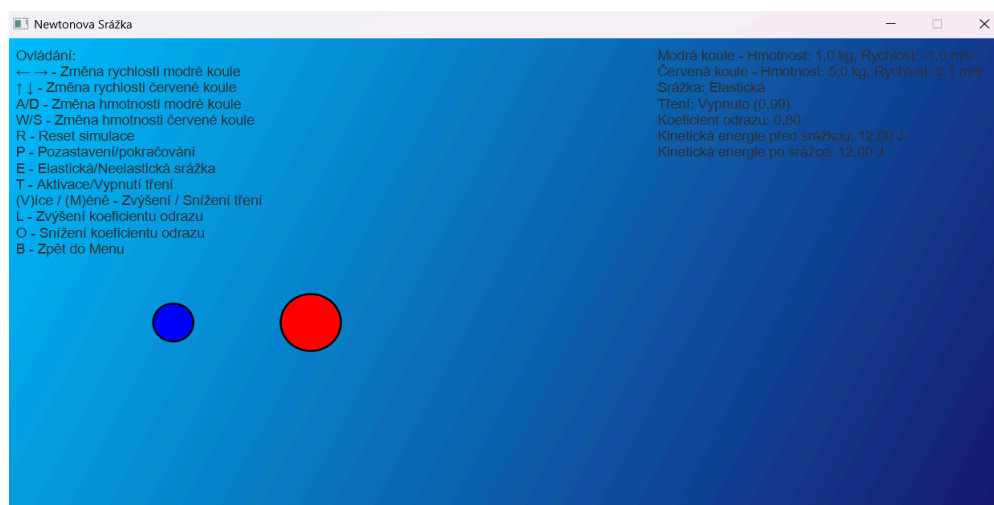 Newtonova Srážka
Ovládání:
← → - Změna rychlosti modré koule
↑ ↓ - Změna rychlosti červené koule
A/D - Změna hmotnosti modré koule
W/S - Změna hmotnosti červené koule
R - Reset simulace
P - Pozastavení/pokračování
E - Elastická/Neelastická srážka
T - Aktivace/Vypnutí tření
(V)íce / (M)éně - Zvýšení / Snížení tření
L - Zvýšení koeficientu odrazu
O - Snížení koeficientu odrazu
B - Zpět do Menu
Modrá koule - Hmotnost: 1,0 kg, Rychlost: -1,0 m/s
Červená koule - Hmotnost: 5,0 kg, Rychlost: 2,1 m/s
Srážka: Elastická
Tření: Vypnuto (0,99)
Koeficient odrazu: 0,80
Kinetická energie před srážkou: 12,00 J
Kinetická energie po srážce: 12,00 J